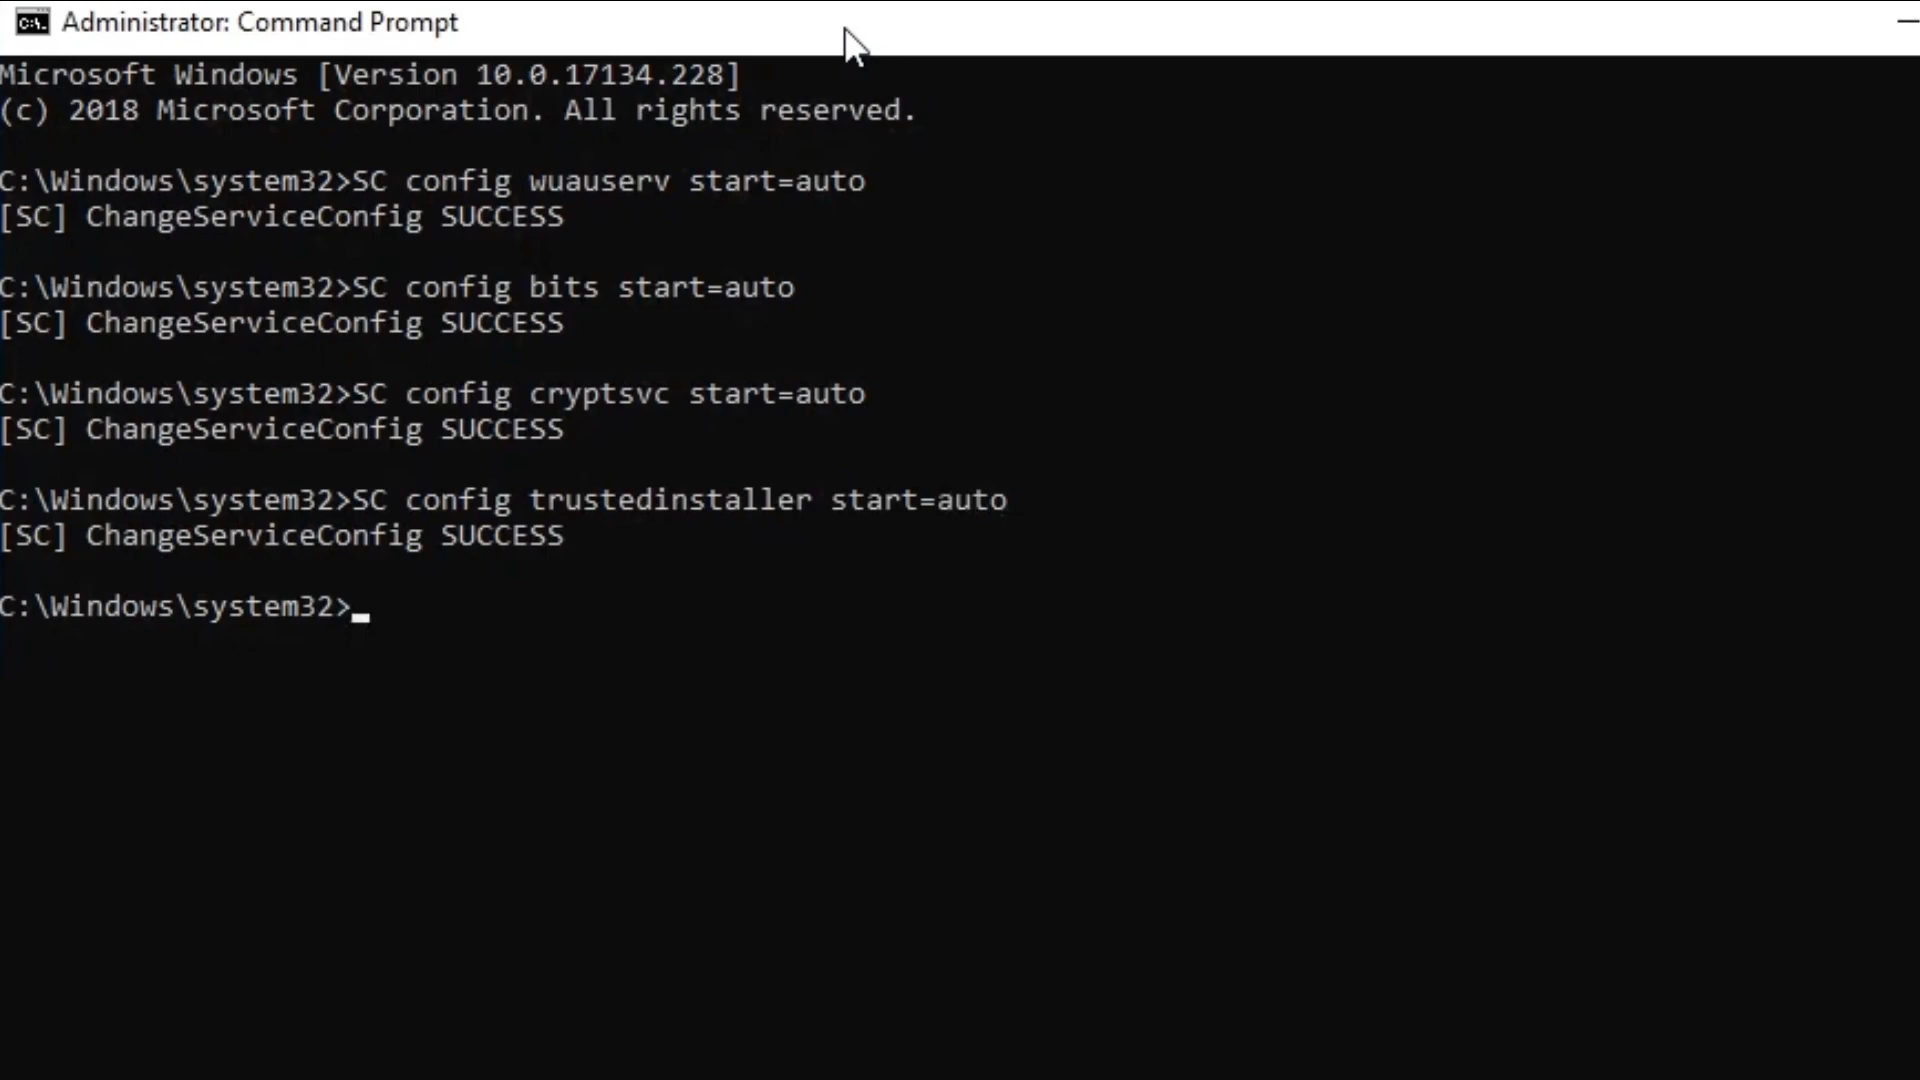 Administrator: Command Prompt
Microsoft Windows [Version 10.0.17134.228]
(c) 2018 Microsoft Corporation. All rights reserved.
C:\Windows\system32>SC config wuauserv start=auto
[SC] ChangeServiceConfig SUCCESS
C:\Windows\system32>SC config bits start=auto
[SC] ChangeServiceConfig SUCCESS
C:\Windows\system32>SC config cryptsvc start=auto
[SC] ChangeServiceConfig SUCCESS
C:\Windows\system32>SC config trustedinstaller start=auto
[SC] ChangeServiceConfig SUCCESS
C:\Windows\system32>